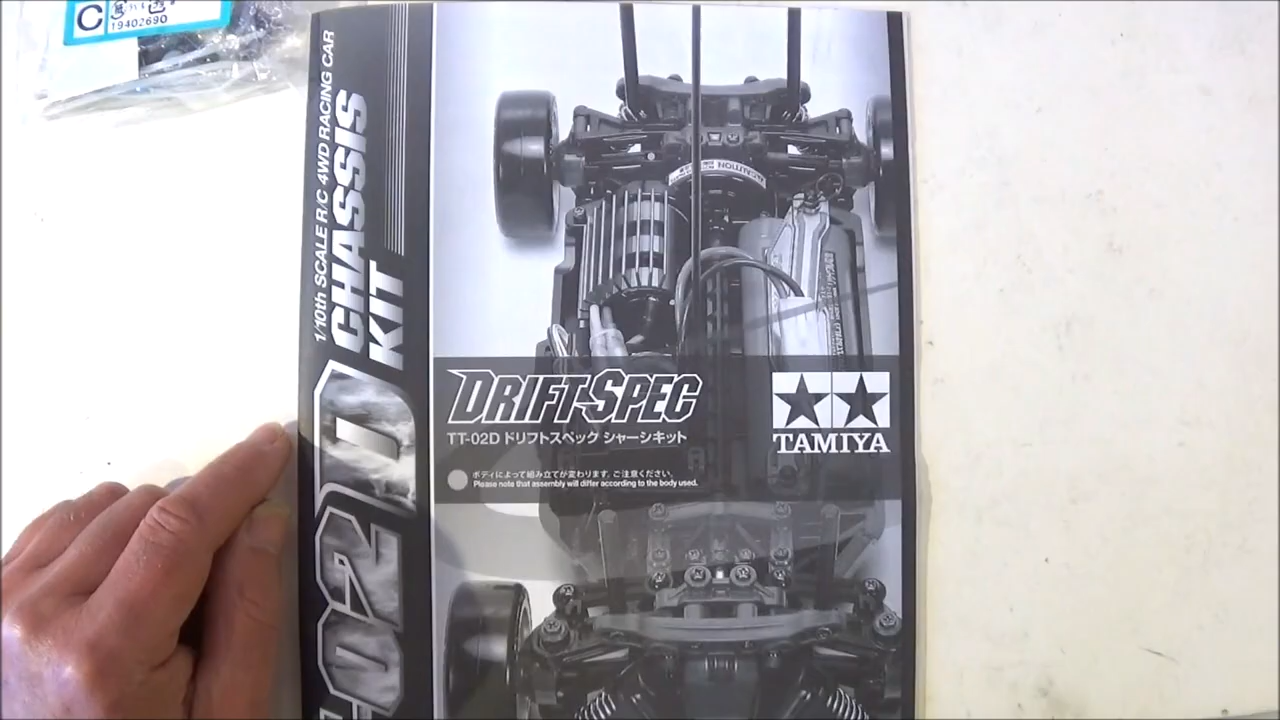 C
19402690
1/10th SCALE R/C 4WD RACING CAR
CHASSIS
KIT
02D
CAUTION
DRIFT-SPEC
TT-02D ドリフトスペック シャーシキット
ボディによって組み立てが変わります。ご注意ください。
Please note that assembly will differ according to the body used.
TAMIYA